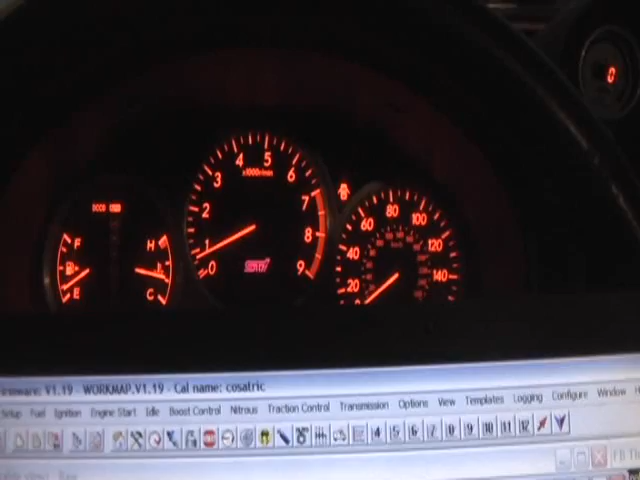 0
4 5
3 6
x1000r/min
2 7
1 8
0 STI 9
DCCD
F H
E C
80
60 100
40 120
20 140
V1.19 - WORKMAP.V1.19 - Cal name: cosatric
Setup Fuel Ignition Engine Start Idle Boost Control Nitrous Traction Control Transmission Options View Templates Logging Configure Window
4 5 6 7 8 9 10 11 12